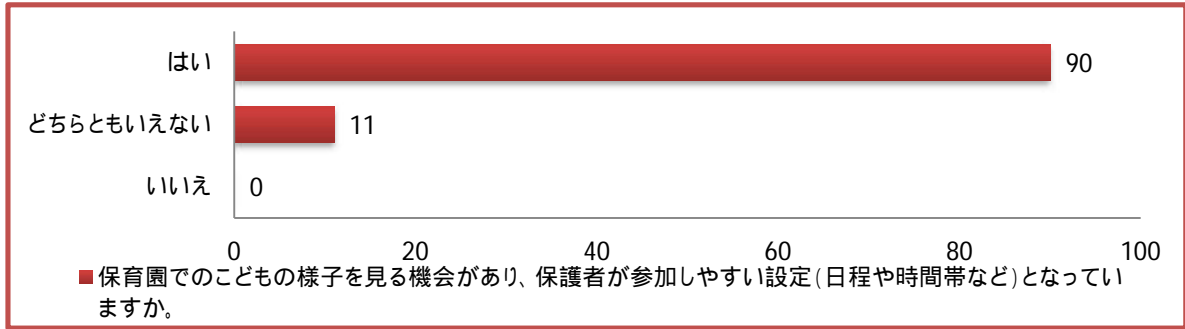 はい 90
どちらともいえない 11
いいえ 0
0 20 40 60 80 100
保育園でのこどもの様子を見る機会があり、保護者が参加しやすい設定(日程や時間帯など)となってい
ますか。